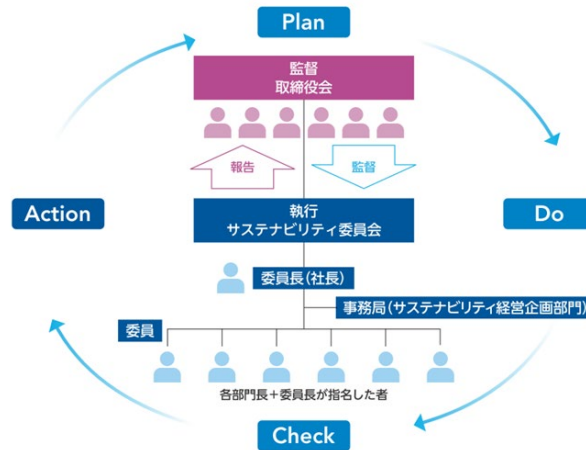 Plan
監督
取締役会
報告
監督
Action
執行
サステナビリティ委員会
Do
委員長(社長)
事務局(サステナビリティ経営企画部門)
委員
各部門長+委員長が指名した者
Check